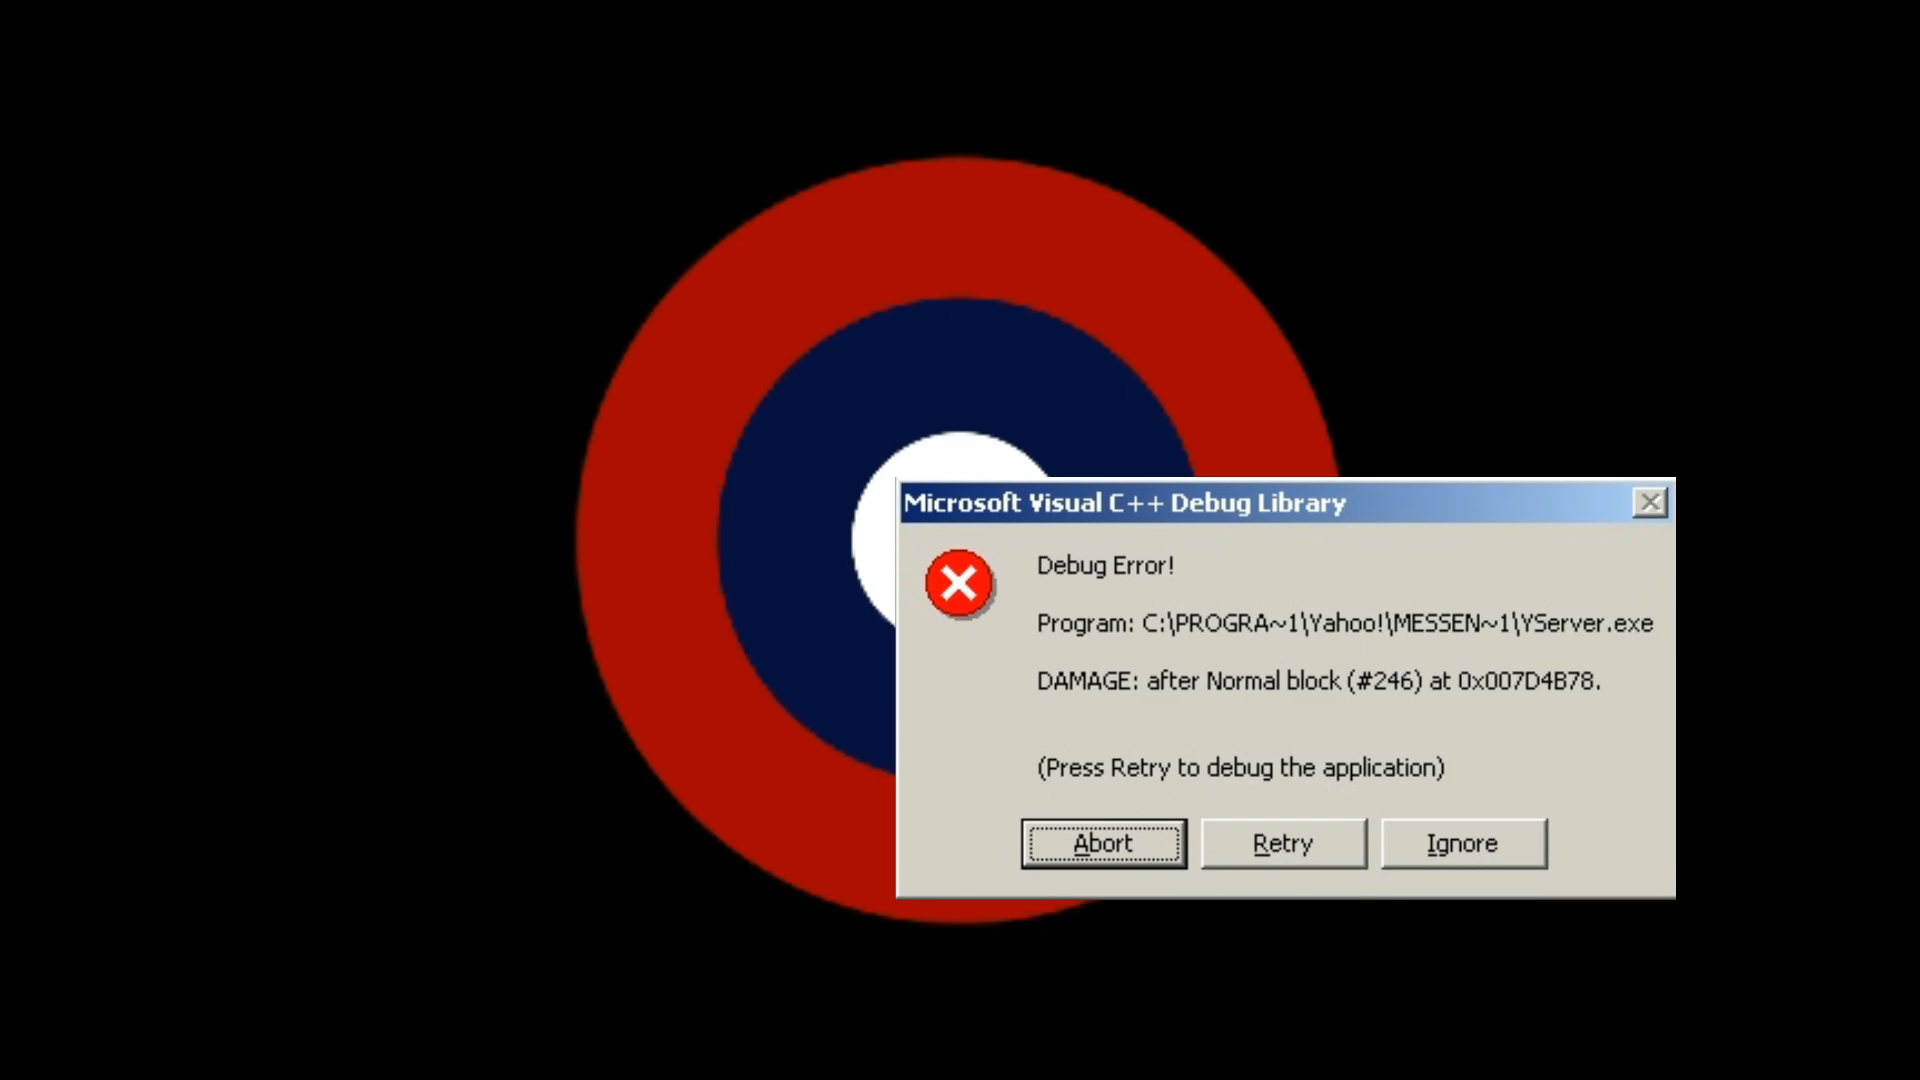 Microsoft Visual C++ Debug Library
Debug Error!
Program: C:\PROGRA~1\Yahoo!\MESSEN~1\YServer.exe
DAMAGE: after Normal block (#246) at 0x007D4B78.
(Press Retry to debug the application)
Abort
Retry
Ignore